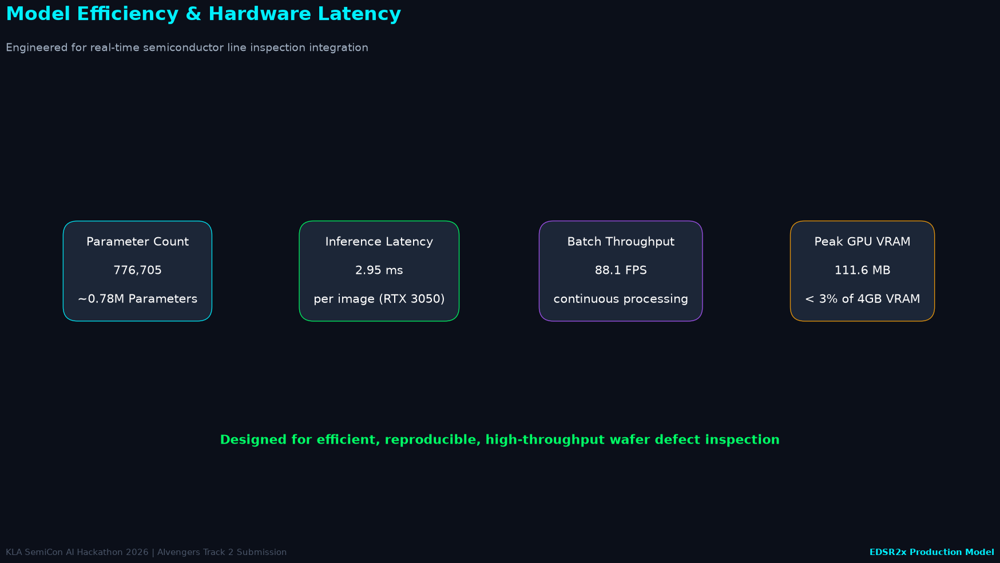 Model Efficiency & Hardware Latency
Engineered for real-time semiconductor line inspection integration
Parameter Count
776,705
~0.78M Parameters
Inference Latency
2.95 ms
per image (RTX 3050)
Batch Throughput
88.1 FPS
continuous processing
Peak GPU VRAM
111.6 MB
< 3% of 4GB VRAM
Designed for efficient, reproducible, high-throughput wafer defect inspection
KLA SemiCon AI Hackathon 2026 | AIvengers Track 2 Submission
EDSR2x Production Model